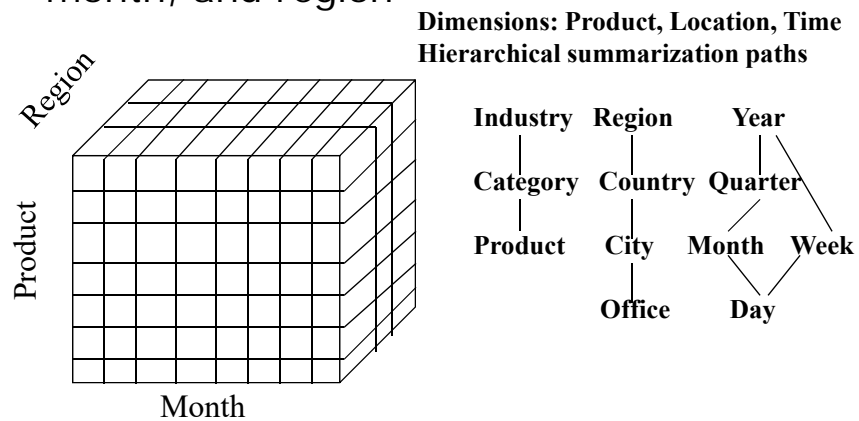 month, and region
Dimensions: Product, Location, Time
Hierarchical summarization paths
Region
Product
Month
Industry Region Year
Category Country Quarter
Product City Month Week
Office Day